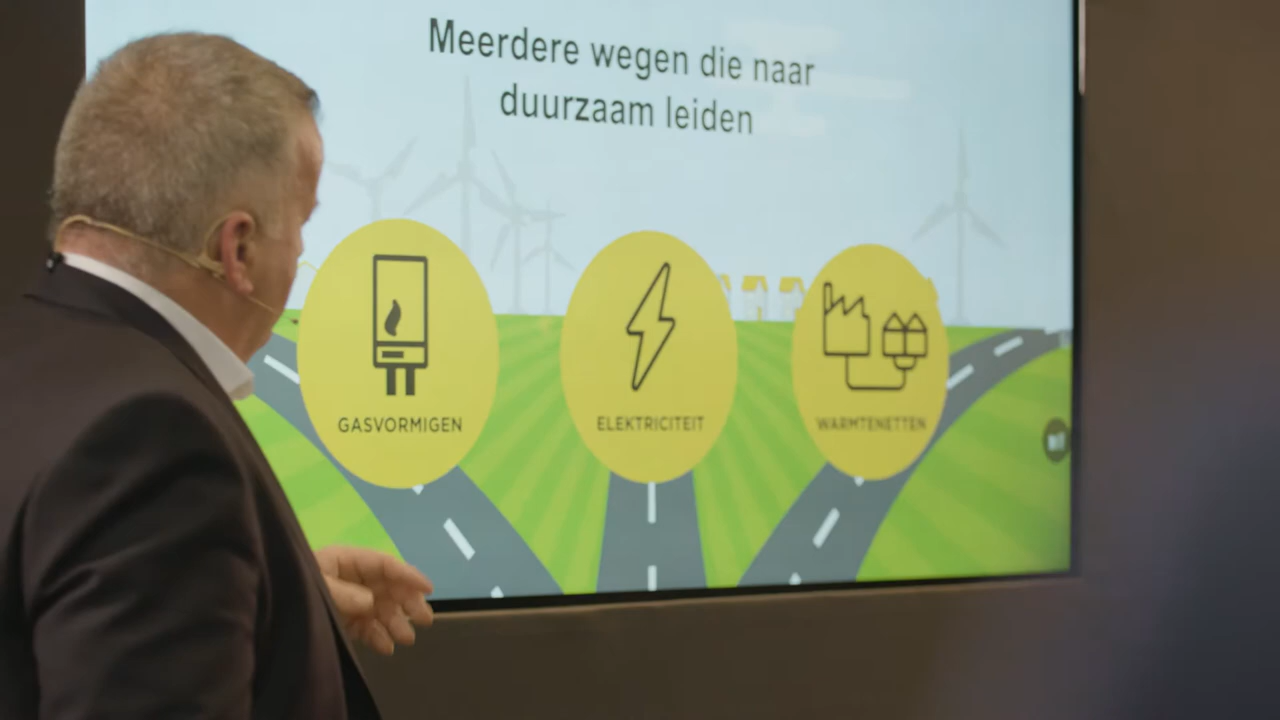 Meerdere wegen die naar
duurzaam leiden
GASVORMIGEN
ELEKTRICITEIT
WARMTENETTEN